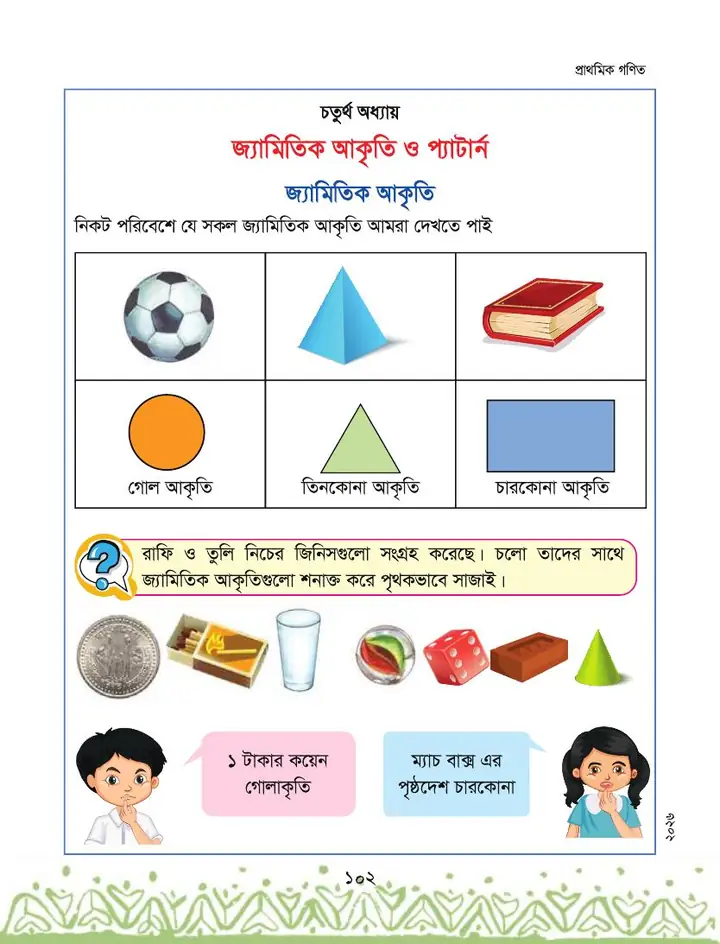 প্রাথমিক গণিত
চতুর্থ অধ্যায়
জ্যামিতিক আকৃতি ও প্যাটার্ন
জ্যামিতিক আকৃতি
নিকট পরিবেশে যে সকল জ্যামিতিক আকৃতি আমরা দেখতে পাই
গোল আকৃতি
তিনকোনা আকৃতি
চারকোনা আকৃতি
?
রাফি ও তুলি নিচের জিনিসগুলো সংগ্রহ করেছে। চলো তাদের সাথে
জ্যামিতিক আকৃতিগুলো শনাক্ত করে পৃথকভাবে সাজাই।
১ টাকার কয়েন
গোলাকৃতি
ম্যাচ বাক্স এর
পৃষ্ঠদেশ চারকোনা
২০২৬
১০২